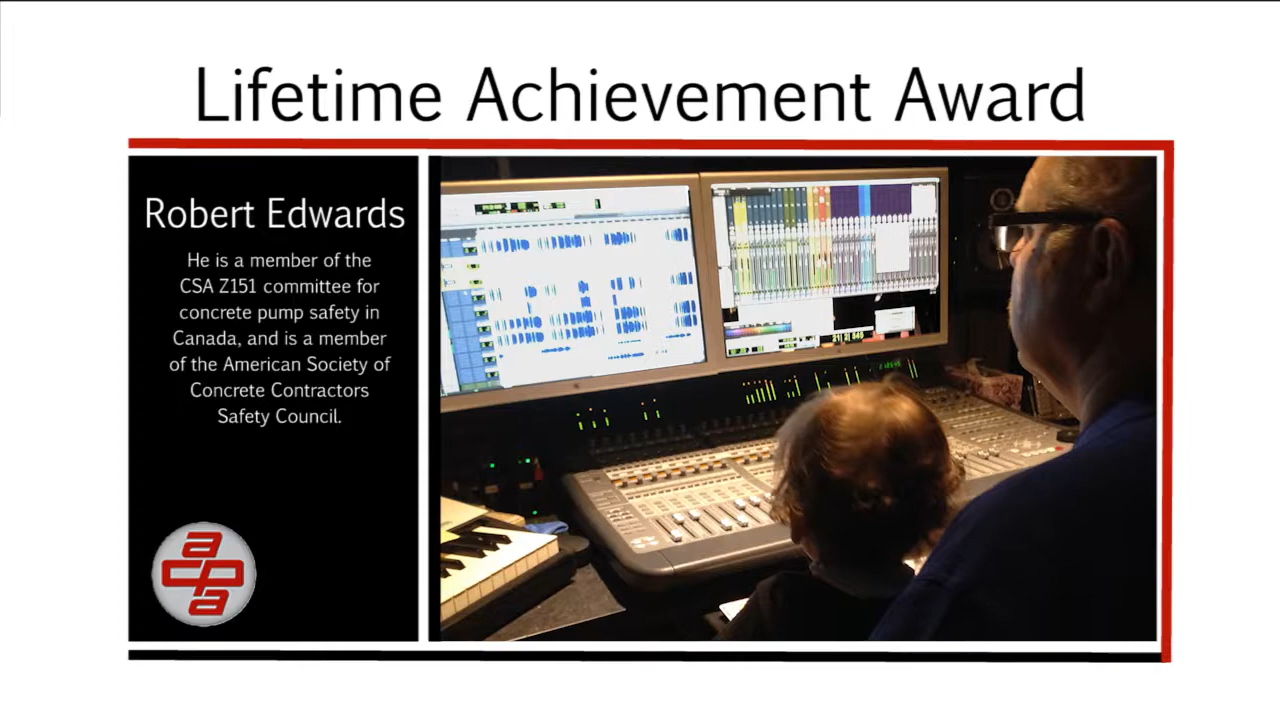 Lifetime Achievement Award
Robert Edwards
He is a member of the
CSA Z151 committee for
concrete pump safety in
Canada, and is a member
of the American Society of
Concrete Contractors
Safety Council.
a
cpa
a